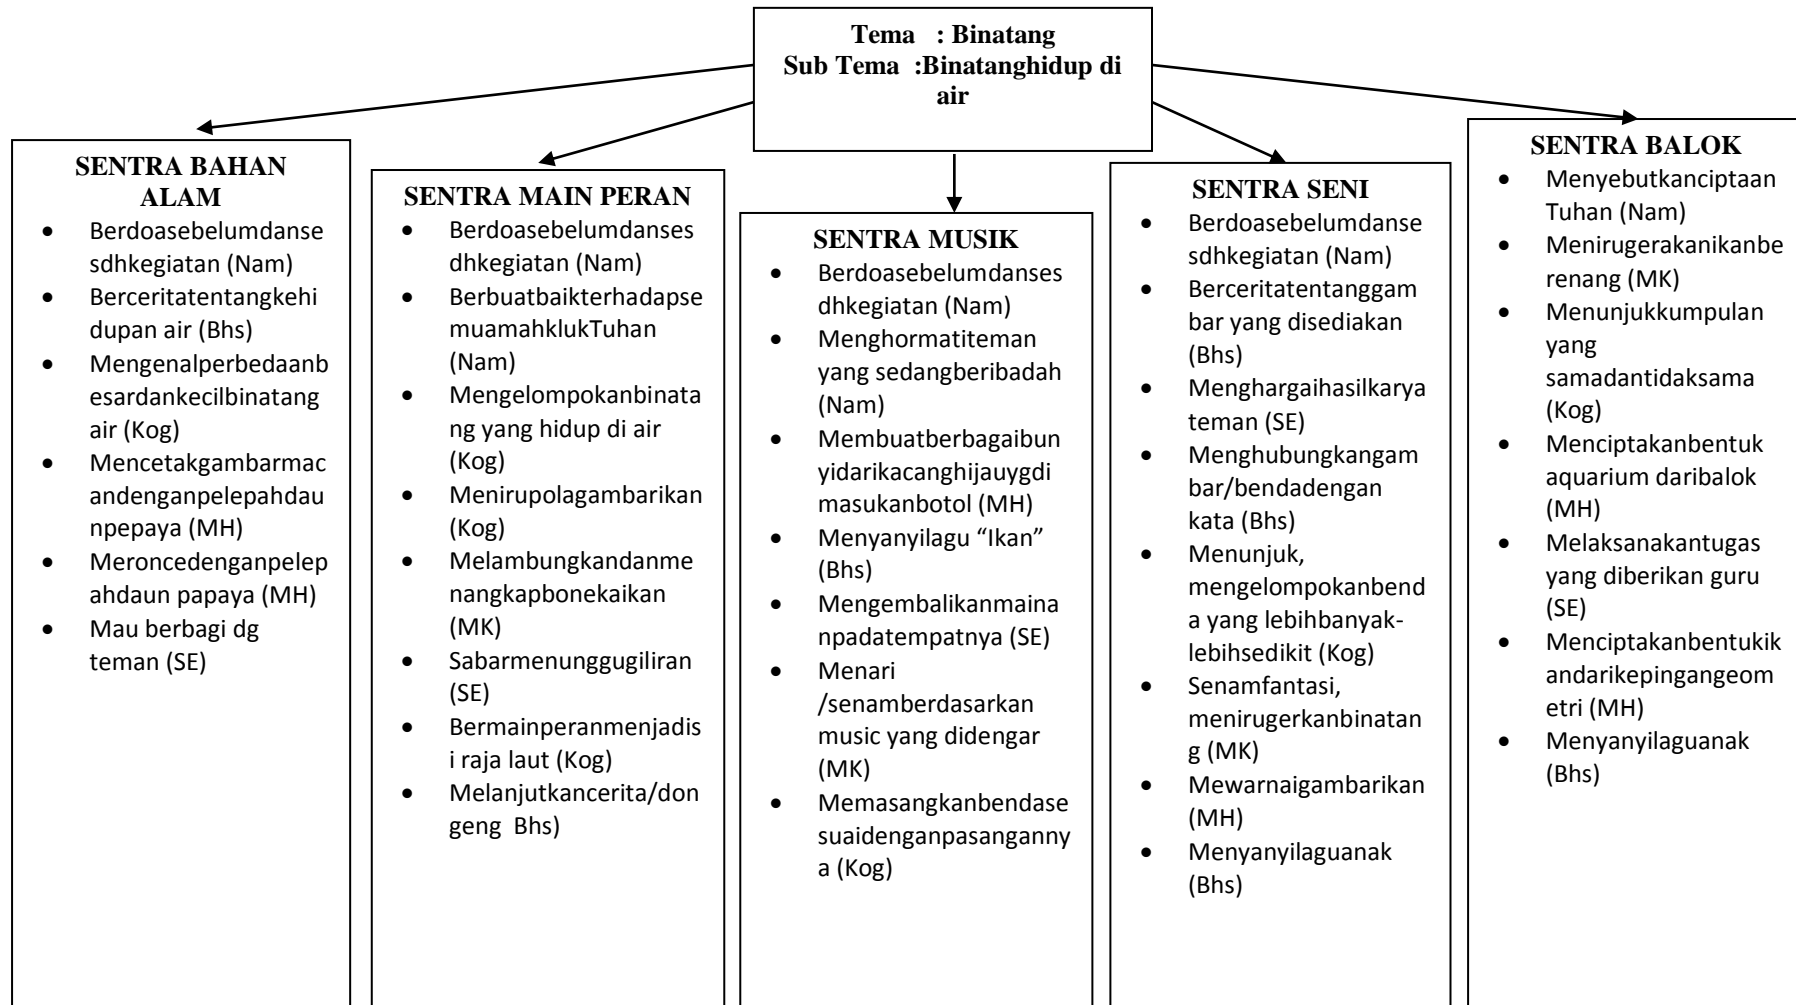 Tema : Binatang
Sub Tema :Binatanghidup di
air
SENTRA BAHAN
ALAM
• Berdoasebelumdanse
sdhkegiatan (Nam)
• Berceritatentangkehi
dupan air (Bhs)
• Mengenalperbedaanb
esardankecilbinatang
air (Kog)
• Mencetakgambarmac
andenganpelepahdau
npepaya (MH)
• Meroncedenganpelep
ahdaun papaya (MH)
• Mau berbagi dg
teman (SE)
SENTRA MAIN PERAN
• Berdoasebelumdanses
dhkegiatan (Nam)
• Berbuatbaikterhadapse
muamahklukTuhan
(Nam)
• Mengelompokanbinata
ng yang hidup di air
(Kog)
• Menirupolagambarikan
(Kog)
• Melambungkandanme
nangkapbonekaikan
(MK)
• Sabarmenunggugiliran
(SE)
• Bermainperanmenjadis
i raja laut (Kog)
• Melanjutkancerita/don
geng Bhs)
SENTRA MUSIK
• Berdoasebelumdanses
dhkegiatan (Nam)
• Menghormatiteman
yang sedangberibadah
(Nam)
• Membuatberbagaibun
yidarikacanghijauygdi
masukanbotol (MH)
• Menyanyilagu “Ikan”
(Bhs)
• Mengembalikanmaina
npadatempatnya (SE)
• Menari
/senamberdasarkan
music yang didengar
(MK)
• Memasangkanbendase
suaidenganpasanganny
a (Kog)
SENTRA SENI
• Berdoasebelumdanse
sdhkegiatan (Nam)
• Berceritatentanggam
bar yang disediakan
(Bhs)
• Menghargaihasilkarya
teman (SE)
• Menghubungkangam
bar/bendadengan
kata (Bhs)
• Menunjuk,
mengelompokanbend
a yang lebihbanyak-
lebihsedikit (Kog)
• Senamfantasi,
menirugerkanbinatan
g (MK)
• Mewarnaigambarikan
(MH)
• Menyanyilaguanak
(Bhs)
SENTRA BALOK
• Menyebutkanciptaan
Tuhan (Nam)
• Menirugerakanikanbe
renang (MK)
• Menunjukkumpulan
yang
samadantidaksama
(Kog)
• Menciptakanbentuk
aquarium daribalok
(MH)
• Melaksanakantugas
yang diberikan guru
(SE)
• Menciptakanbentukik
andarikepingangeom
etri (MH)
• Menyanyilaguanak
(Bhs)